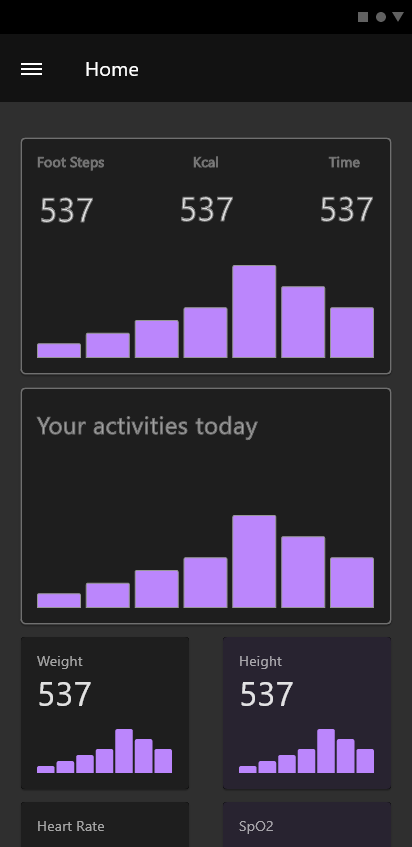 Home
Foot Steps Kcal Time
537 537 537
Your activities today
Weight Height
537 537
Heart Rate SpO2